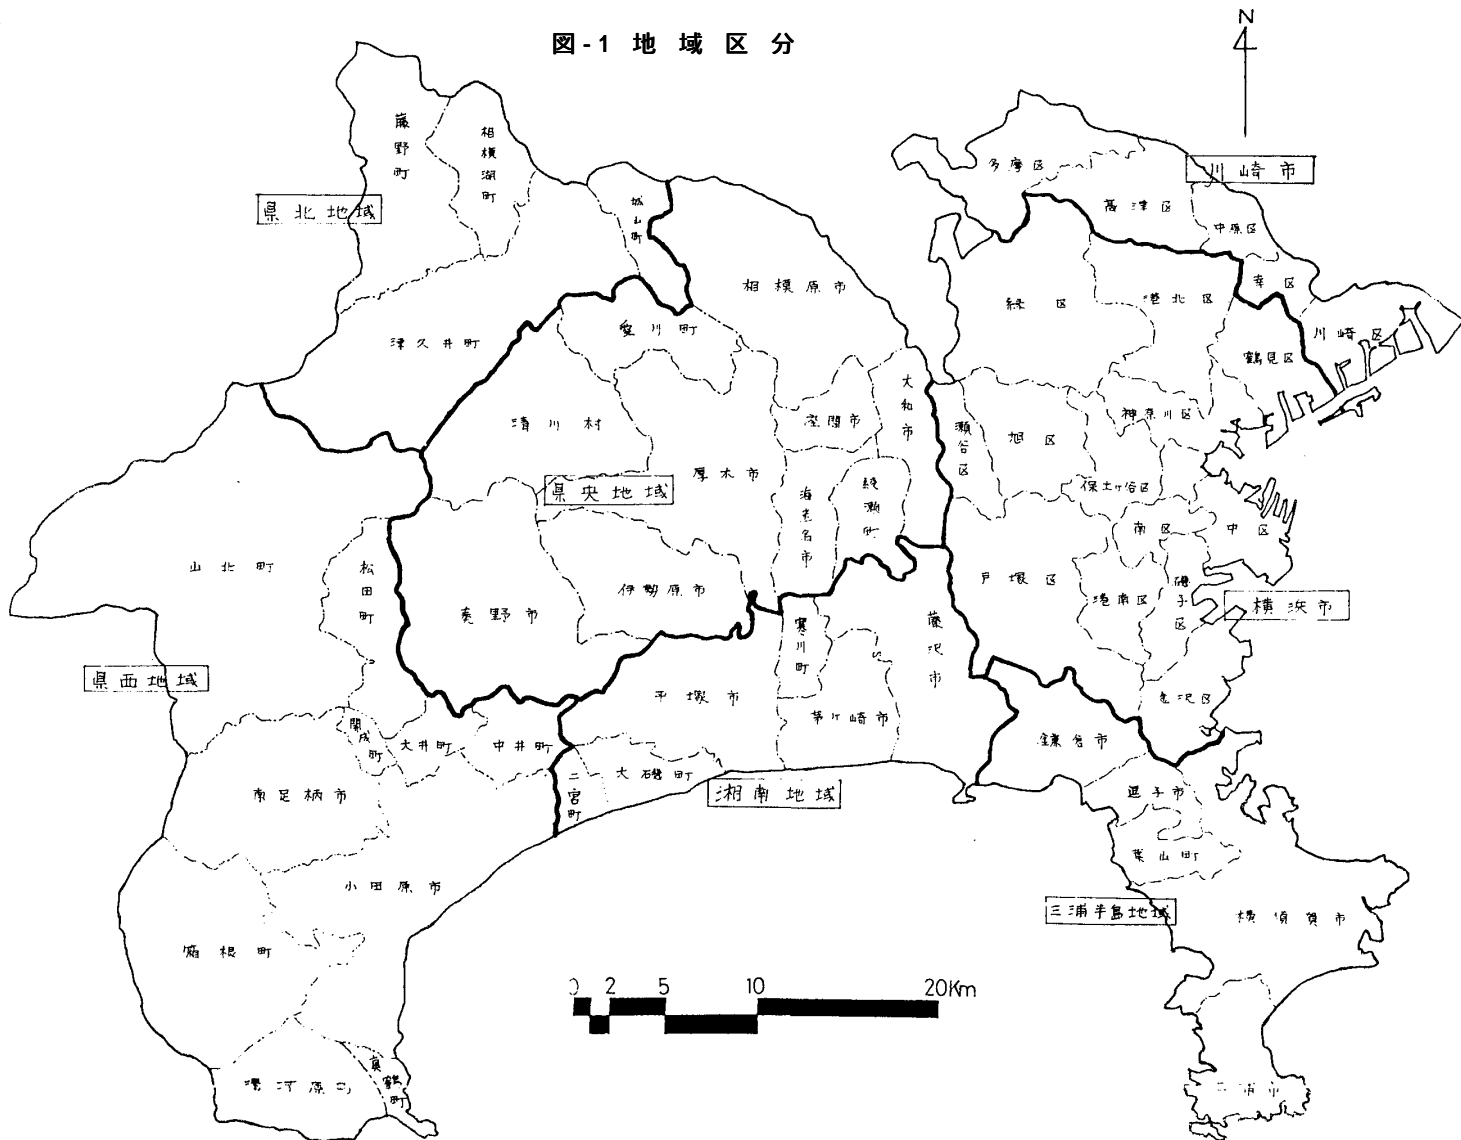 図-1 地域区分
N
藤野町
相模湖町
県北地域
城山町
相模原市
津久井町
愛川町
清川村
厚木市
座間市
大和市
県央地域
海老名市
綾瀬町
秦野市
伊勢原市
多摩区
川崎市
高津区
中原区
幸区
川崎区
緑区
港北区
鶴見区
瀬谷区
旭区
神奈川区
保土ヶ谷区
南区
中区
戸塚区
港南区
磯子区
横浜市
金沢区
山北町
松田町
県西地域
開成町
大井町
中井町
南足柄市
小田原市
箱根町
湯河原町
真鶴町
平塚市
寒川町
茅ヶ崎市
藤沢市
二宮町
大磯町
湘南地域
鎌倉市
逗子市
葉山町
三浦半島地域
横須賀市
三浦市
0 2 5 10 20Km